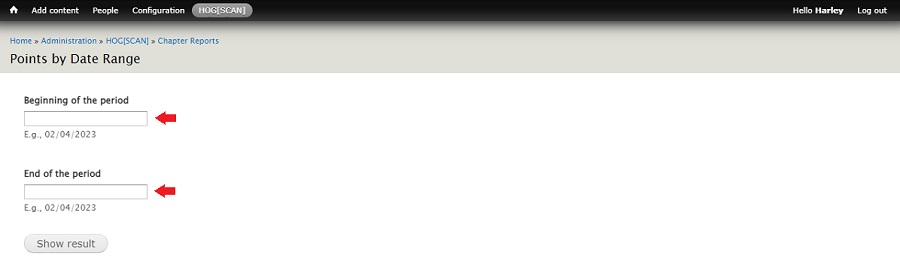 Add content People Configuration HOG[SCAN] Hello Harley Log out
Home » Administration » HOG[SCAN] » Chapter Reports
Points by Date Range
Beginning of the period
E.g., 02/04/2023
End of the period
E.g., 02/04/2023
Show result